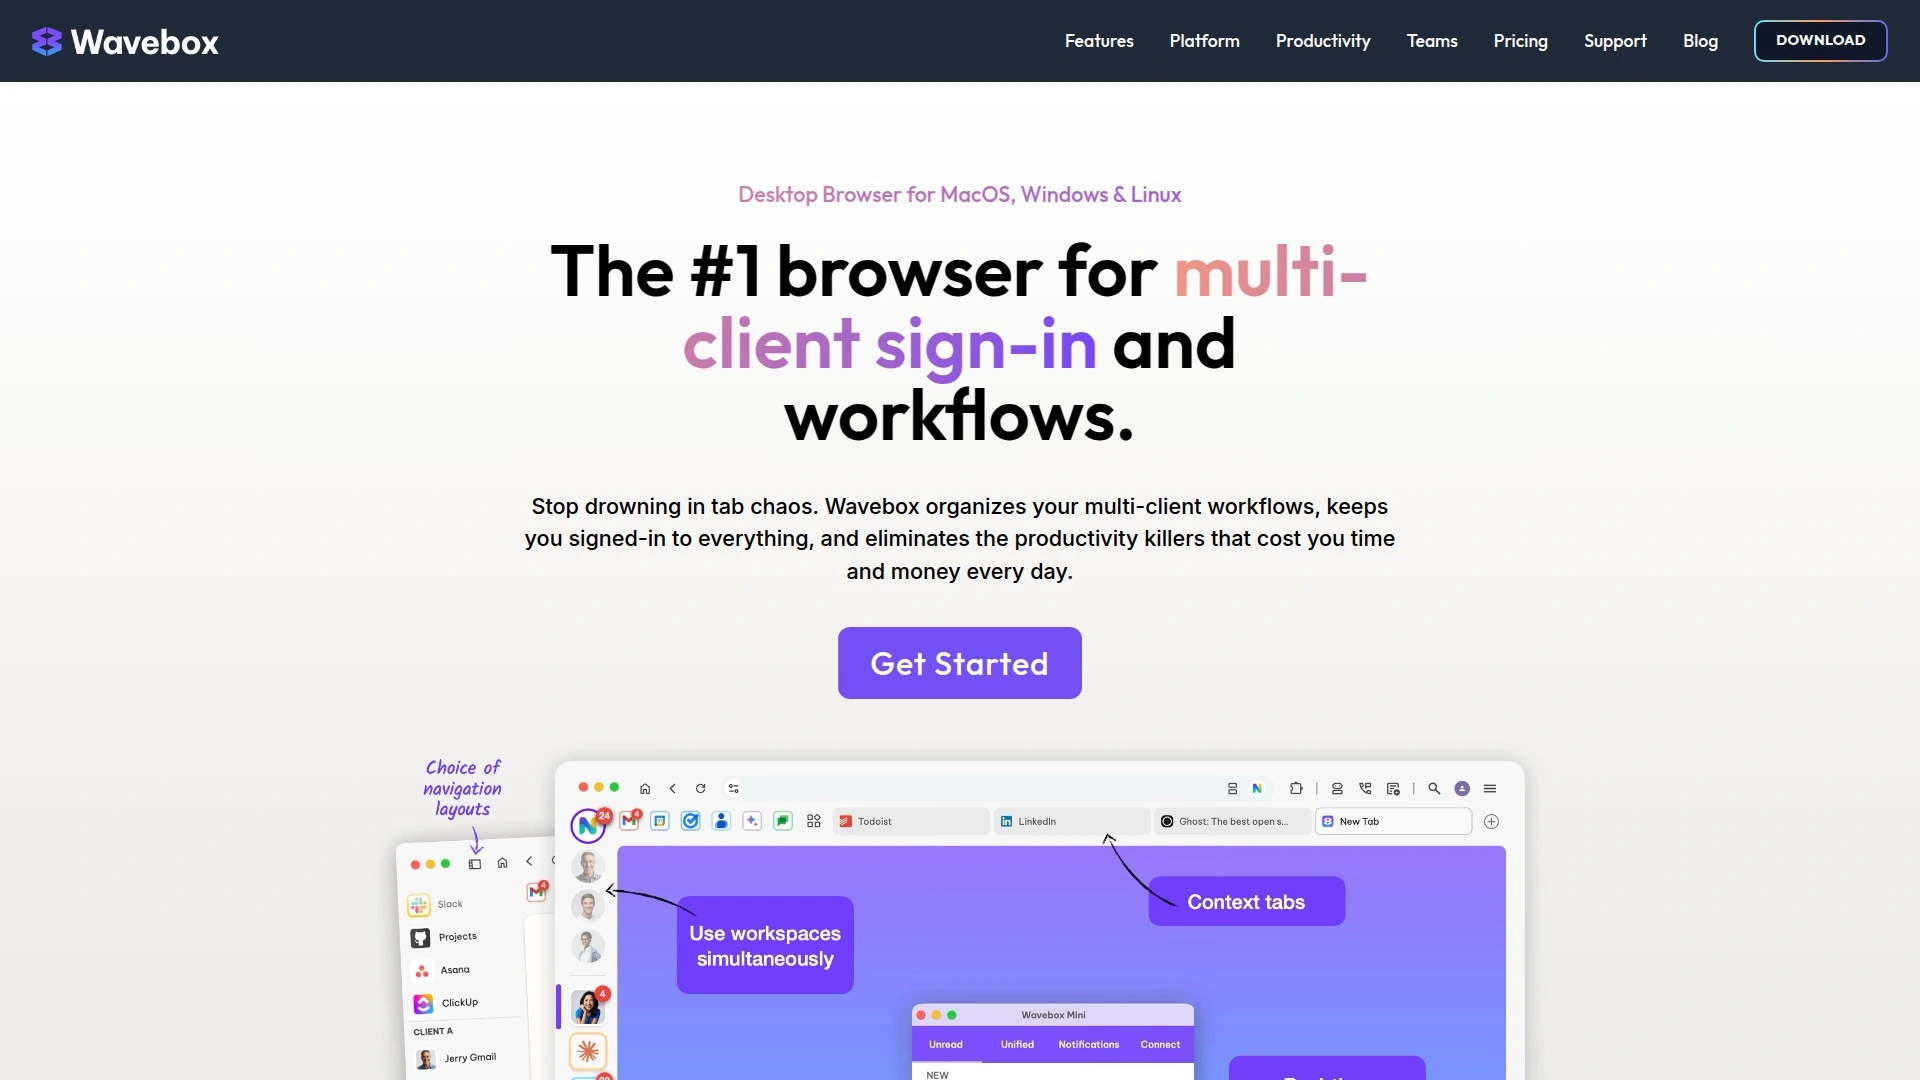 Wavebox
Features
Platform
Productivity
Teams
Pricing
Support
Blog
DOWNLOAD
Desktop Browser for MacOS, Windows & Linux
The #1 browser for multi-
client sign-in and
workflows.
Stop drowning in tab chaos. Wavebox organizes your multi-client workflows, keeps
you signed-in to everything, and eliminates the productivity killers that cost you time
and money every day.
Get Started
Choice of
navigation
layouts
24
4
Todoist
LinkedIn
Ghost: The best open s...
New Tab
4
Slack
Projects
Asana
ClickUp
CLIENT A
Jerry Gmail
4
Use workspaces
simultaneously
Context tabs
Wavebox Mini
Unread
Unified
Notifications
Connect
NEW